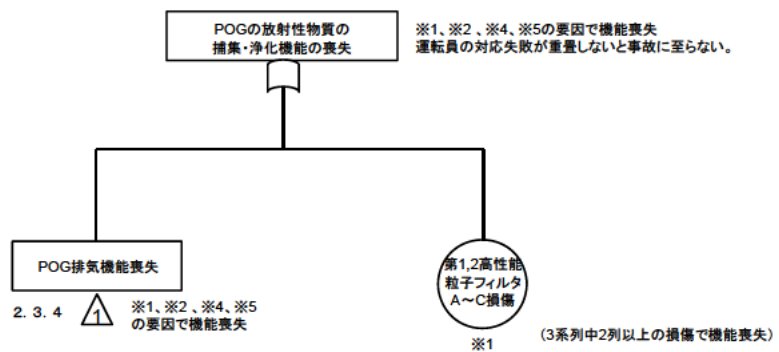 POGの放射性物質の
捕集・浄化機能の喪失
※1、※2 、※4、※5の要因で機能喪失
運転員の対応失敗が重畳しないと事故に至らない。
POG排気機能喪失
2. 3. 4
1
※1、※2 、※4、※5
の要因で機能喪失
第1,2高性能
粒子フィルタ
A～C損傷
※1
(3系列中2列以上の損傷で機能喪失)